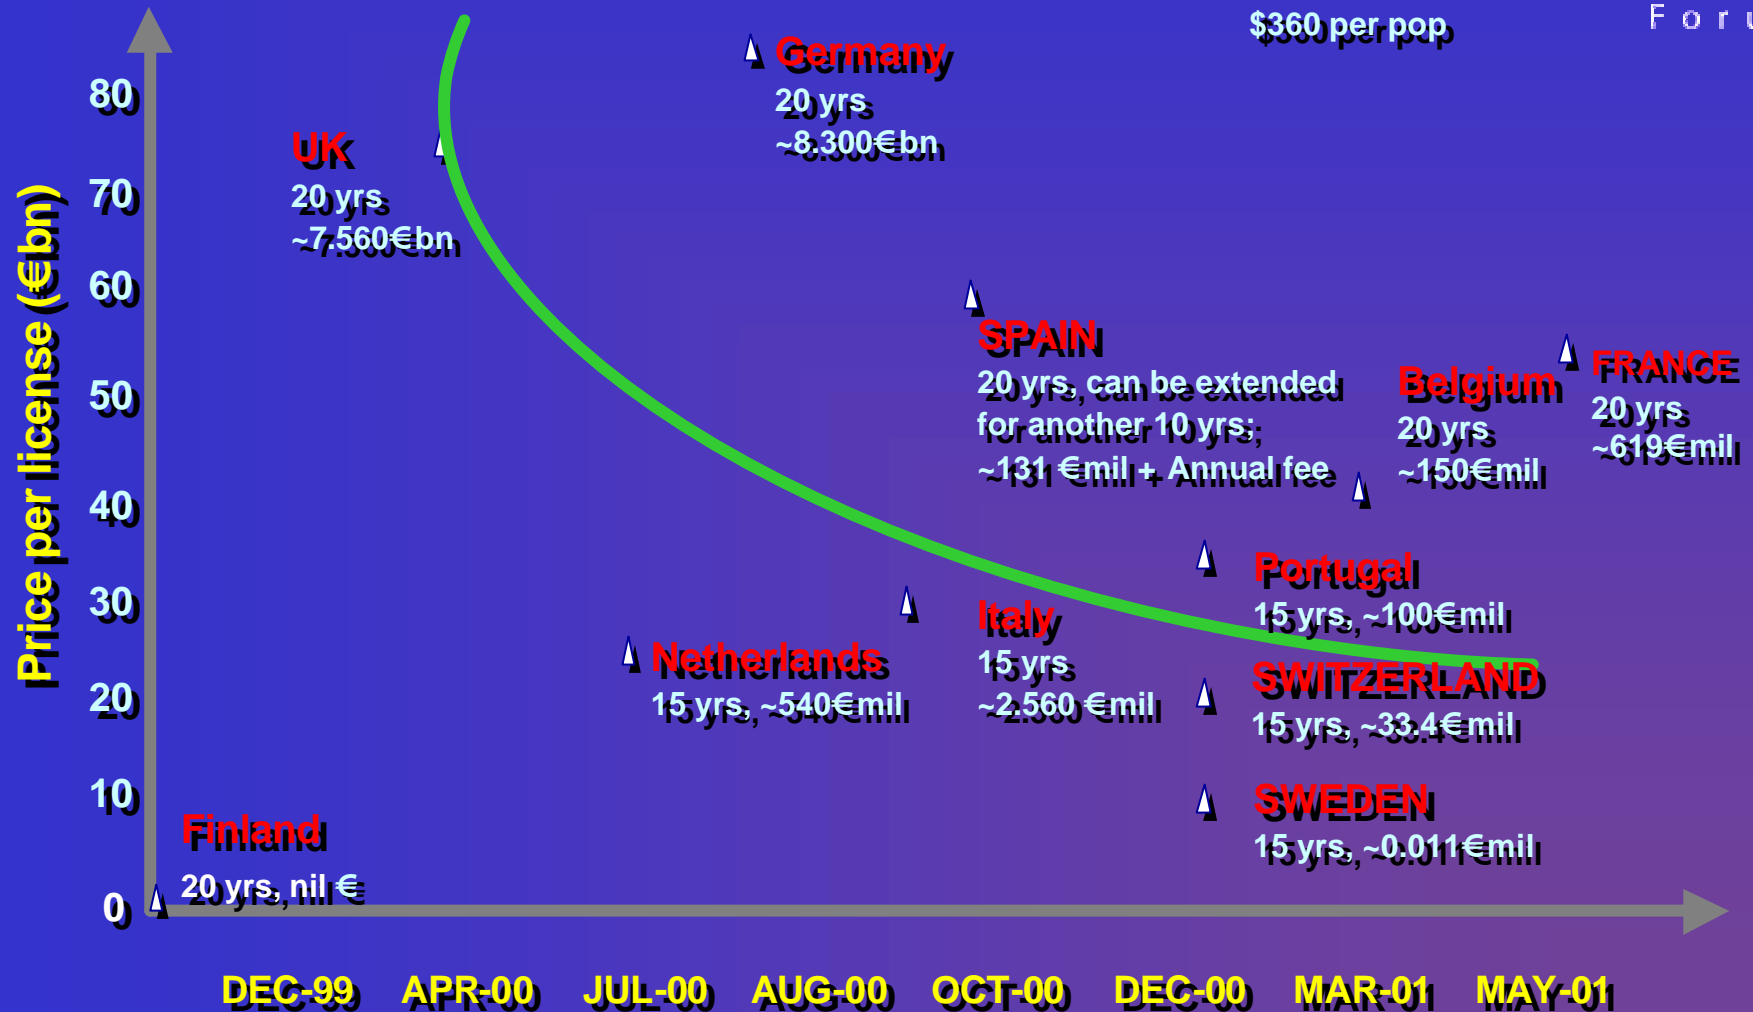 $360 per pop
Foru
Price per license (€bn)
80
70
60
50
40
30
20
10
0
Germany
20 yrs
~8.300€bn
UK
20 yrs
~7.560€bn
SPAIN
20 yrs, can be extended
for another 10 yrs;
~131 €mil + Annual fee
Belgium
20 yrs
~150€mil
FRANCE
20 yrs
~619€mil
Portugal
15 yrs, ~100€mil
Italy
15 yrs
~2.560 €mil
Netherlands
15 yrs, ~540€mil
SWITZERLAND
15 yrs, ~33.4€mil
SWEDEN
15 yrs, ~0.011€mil
Finland
20 yrs, nil €
DEC-99 APR-00 JUL-00 AUG-00 OCT-00 DEC-00 MAR-01 MAY-01